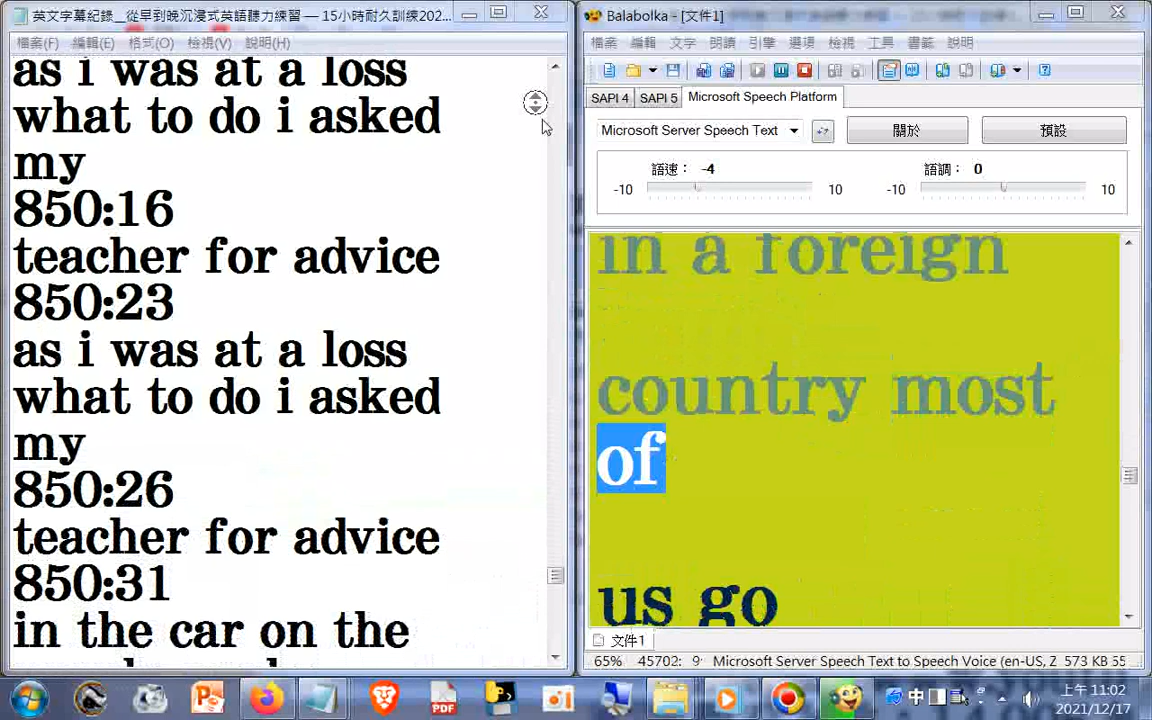 英文字幕紀錄__從早到晚沉浸式英語聽力練習 — 15小時耐久訓練202...
檔案(F) 編輯(E) 格式(O) 檢視(V) 說明(H)
as i was at a loss
what to do i asked
my
850:16
teacher for advice
850:23
as i was at a loss
what to do i asked
my
850:26
teacher for advice
850:31
in the car on the
Balabolka - [文件1]
檔案 編輯 文字 朗讀 引擎 選項 檢視 工具 書籤 說明
SAPI 4 SAPI 5 Microsoft Speech Platform
Microsoft Server Speech Text 關於 預設
語速： -4 語調： 0
-10 10 -10 10
in a foreign
country most
of
us go
文件1
65% 45702: 9 Microsoft Server Speech Text to Speech Voice (en-US, Z 573 KB 55
PDF 中 上午 11:02
2021/12/17